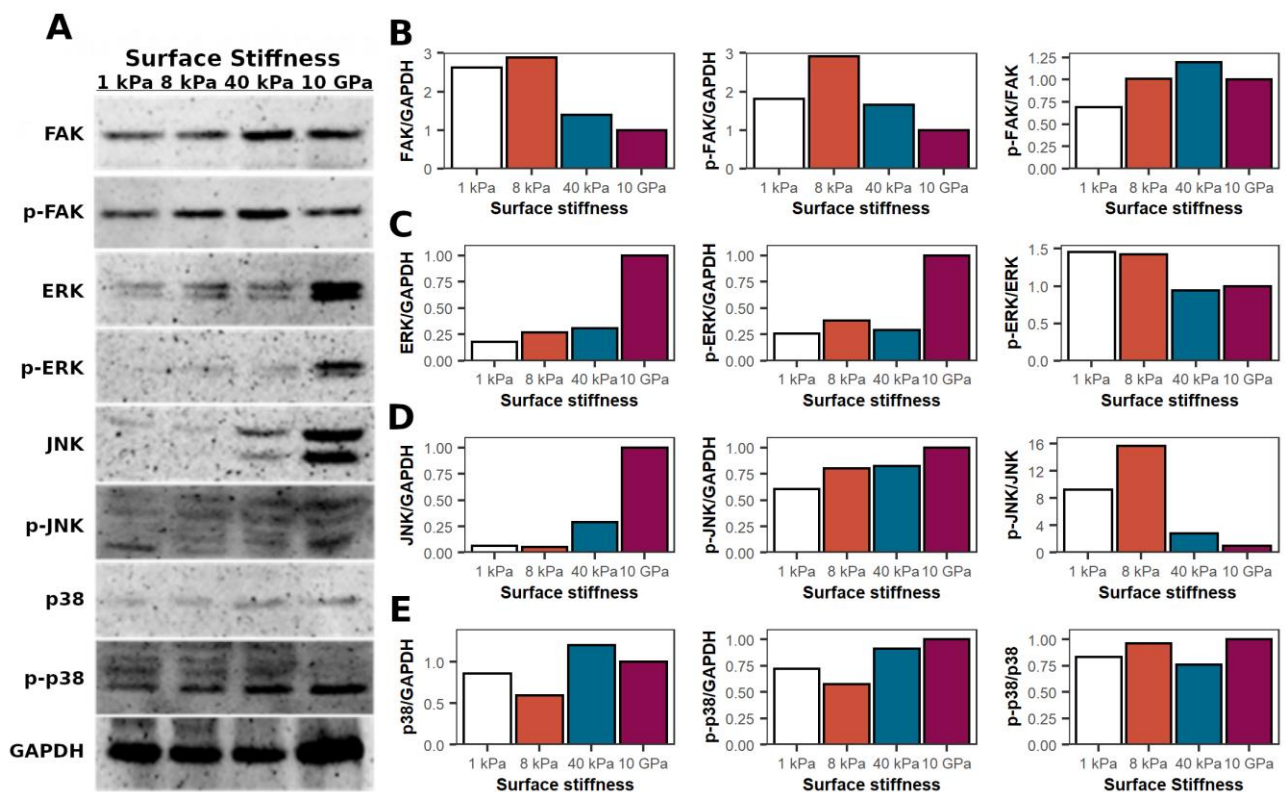 A
Surface Stiffness
1 kPa 8 kPa 40 kPa 10 GPa
FAK
p-FAK
ERK
p-ERK
JNK
p-JNK
p38
p-p38
GAPDH
B
FAK/GAPDH
3
2
1
0
1 kPa 8 kPa 40 kPa 10 GPa
Surface stiffness
p-FAK/GAPDH
3
2
1
0
1 kPa 8 kPa 40 kPa 10 GPa
Surface stiffness
p-FAK/FAK
1.25
1.00
0.75
0.50
0.25
0.00
1 kPa 8 kPa 40 kPa 10 GPa
Surface stiffness
C
ERK/GAPDH
1.00
0.75
0.50
0.25
0.00
1 kPa 8 kPa 40 kPa 10 GPa
Surface stiffness
p-ERK/GAPDH
1.00
0.75
0.50
0.25
0.00
1 kPa 8 kPa 40 kPa 10 GPa
Surface stiffness
p-ERK/ERK
1.5
1.0
0.5
0.0
1 kPa 8 kPa 40 kPa 10 GPa
Surface stiffness
D
JNK/GAPDH
1.00
0.75
0.50
0.25
0.00
1 kPa 8 kPa 40 kPa 10 GPa
Surface stiffness
p-JNK/GAPDH
1.00
0.75
0.50
0.25
0.00
1 kPa 8 kPa 40 kPa 10 GPa
Surface stiffness
p-JNK/JNK
16
12
8
4
0
1 kPa 8 kPa 40 kPa 10 GPa
Surface stiffness
E
p38/GAPDH
1.0
0.5
0.0
1 kPa 8 kPa 40 kPa 10 GPa
Surface stiffness
p-p38/GAPDH
1.00
0.75
0.50
0.25
0.00
1 kPa 8 kPa 40 kPa 10 GPa
Surface stiffness
p-p38/p38
1.00
0.75
0.50
0.25
0.00
1 kPa 8 kPa 40 kPa 10 GPa
Surface Stiffness